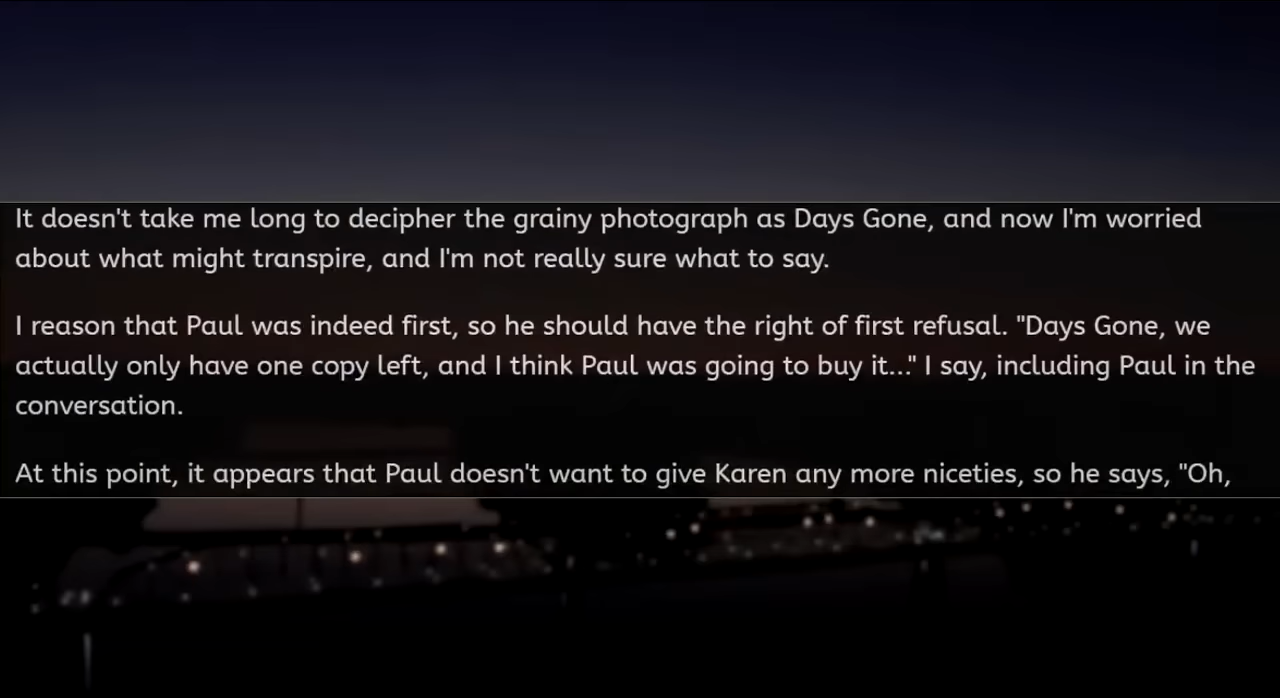 It doesn't take me long to decipher the grainy photograph as Days Gone, and now I'm worried
about what might transpire, and I'm not really sure what to say.
I reason that Paul was indeed first, so he should have the right of first refusal. "Days Gone, we
actually only have one copy left, and I think Paul was going to buy it..." I say, including Paul in the
conversation.
At this point, it appears that Paul doesn't want to give Karen any more niceties, so he says, "Oh,